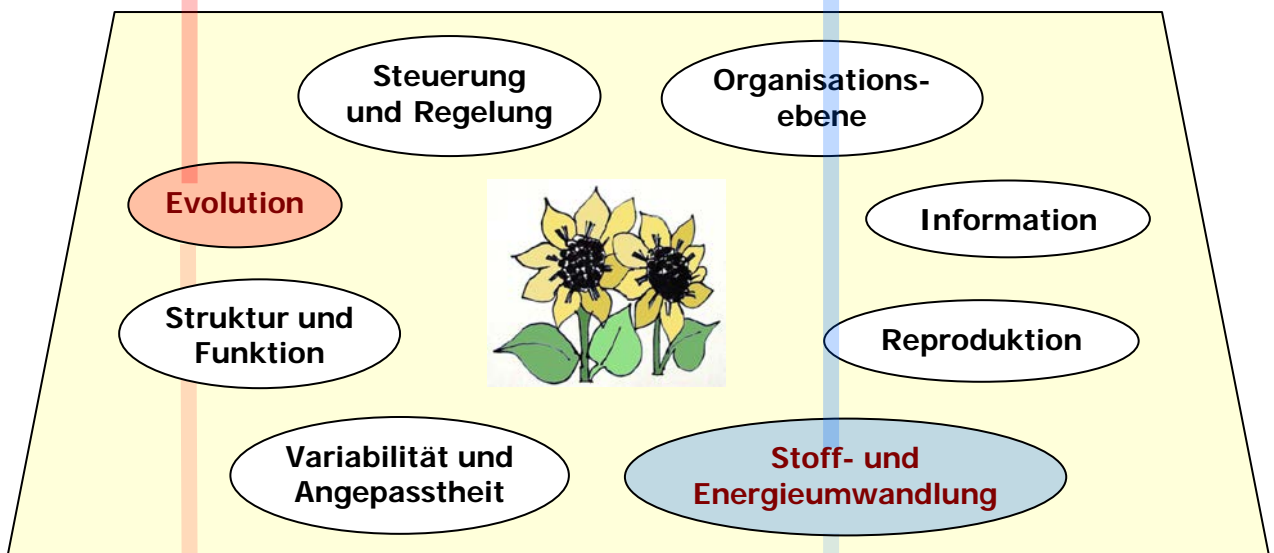 Steuerung
und Regelung
Organisations-
ebene
Evolution
Information
Struktur und
Funktion
Reproduktion
Variabilität und
Angepasstheit
Stoff- und
Energieumwandlung